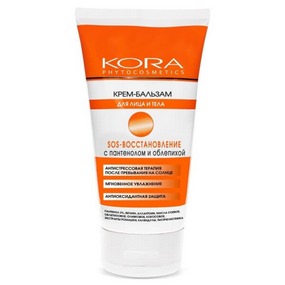 KORA
PHYTOCOSMETICS
КРЕМ-БАЛЬЗАМ
ДЛЯ ЛИЦА И ТЕЛА
SOS-ВОССТАНОВЛЕНИЕ
с пантенолом и облепихой
АНТИСТРЕССОВАЯ ТЕРАПИЯ
ПОСЛЕ ПРЕБЫВАНИЯ НА СОЛНЦЕ
МГНОВЕННОЕ УВЛАЖНЕНИЕ
АНТИОКСИДАНТНАЯ ЗАЩИТА